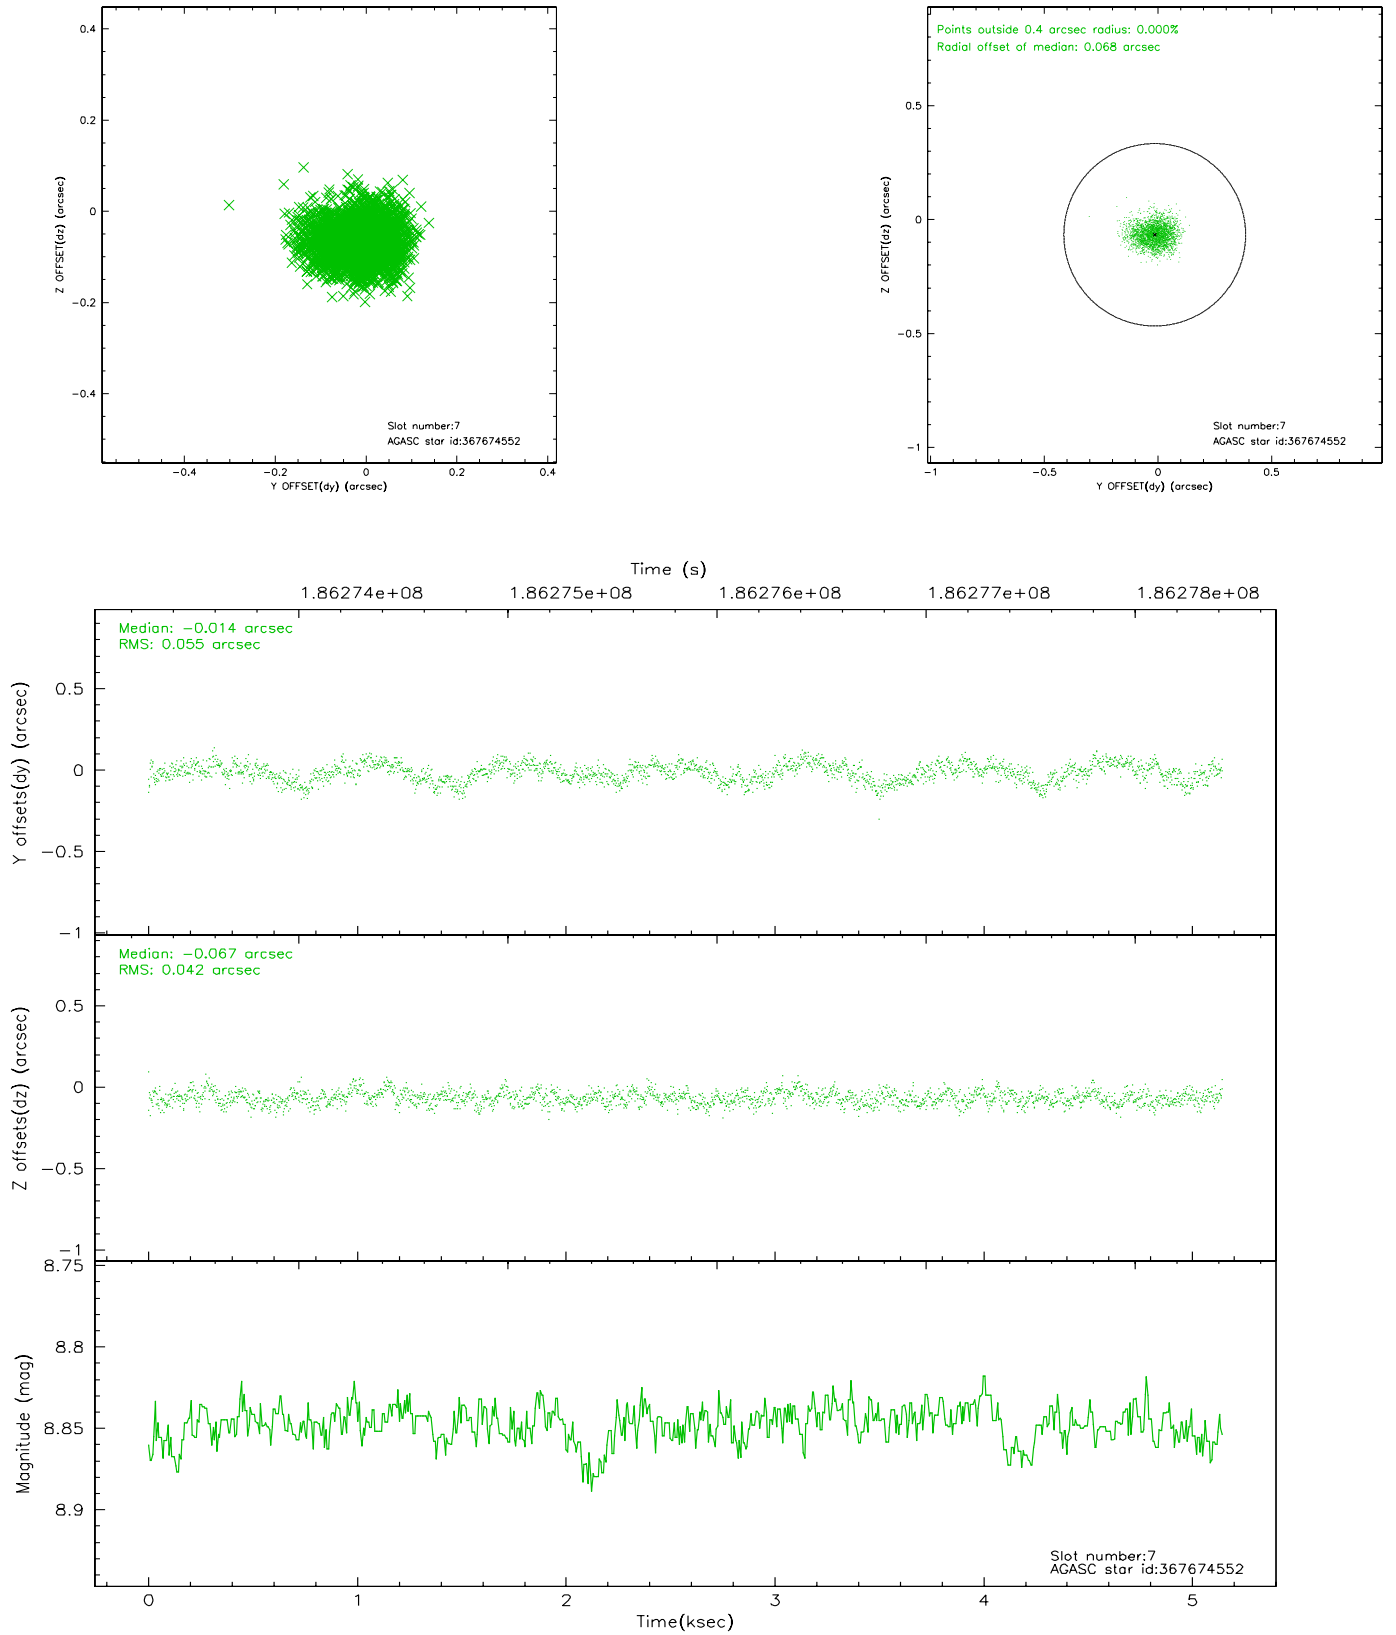 0.4
0.2
0
−0.2
−0.4
Z OFFSET(dz) (arcsec)
Slot number:7
AGASC star id:367674552
−0.4 −0.2 0 0.2 0.4
Y OFFSET(dy) (arcsec)
Points outside 0.4 arcsec radius: 0.000%
Radial offset of median: 0.068 arcsec
0.5
0
−0.5
−1
Z OFFSET(dz) (arcsec)
Slot number:7
AGASC star id:367674552
−1 −0.5 0 0.5
Y OFFSET(dy) (arcsec)
Time (s)
1.86274e+08 1.86275e+08 1.86276e+08 1.86277e+08 1.86278e+08
Median: −0.014 arcsec
RMS: 0.055 arcsec
0.5
0
−0.5
−1
Y offsets(dy) (arcsec)
Median: −0.067 arcsec
RMS: 0.042 arcsec
0.5
0
−0.5
−1
Z offsets(dz) (arcsec)
8.75
8.8
8.85
8.9
Magnitude (mag)
Slot number:7
AGASC star id:367674552
0 1 2 3 4 5
Time(ksec)